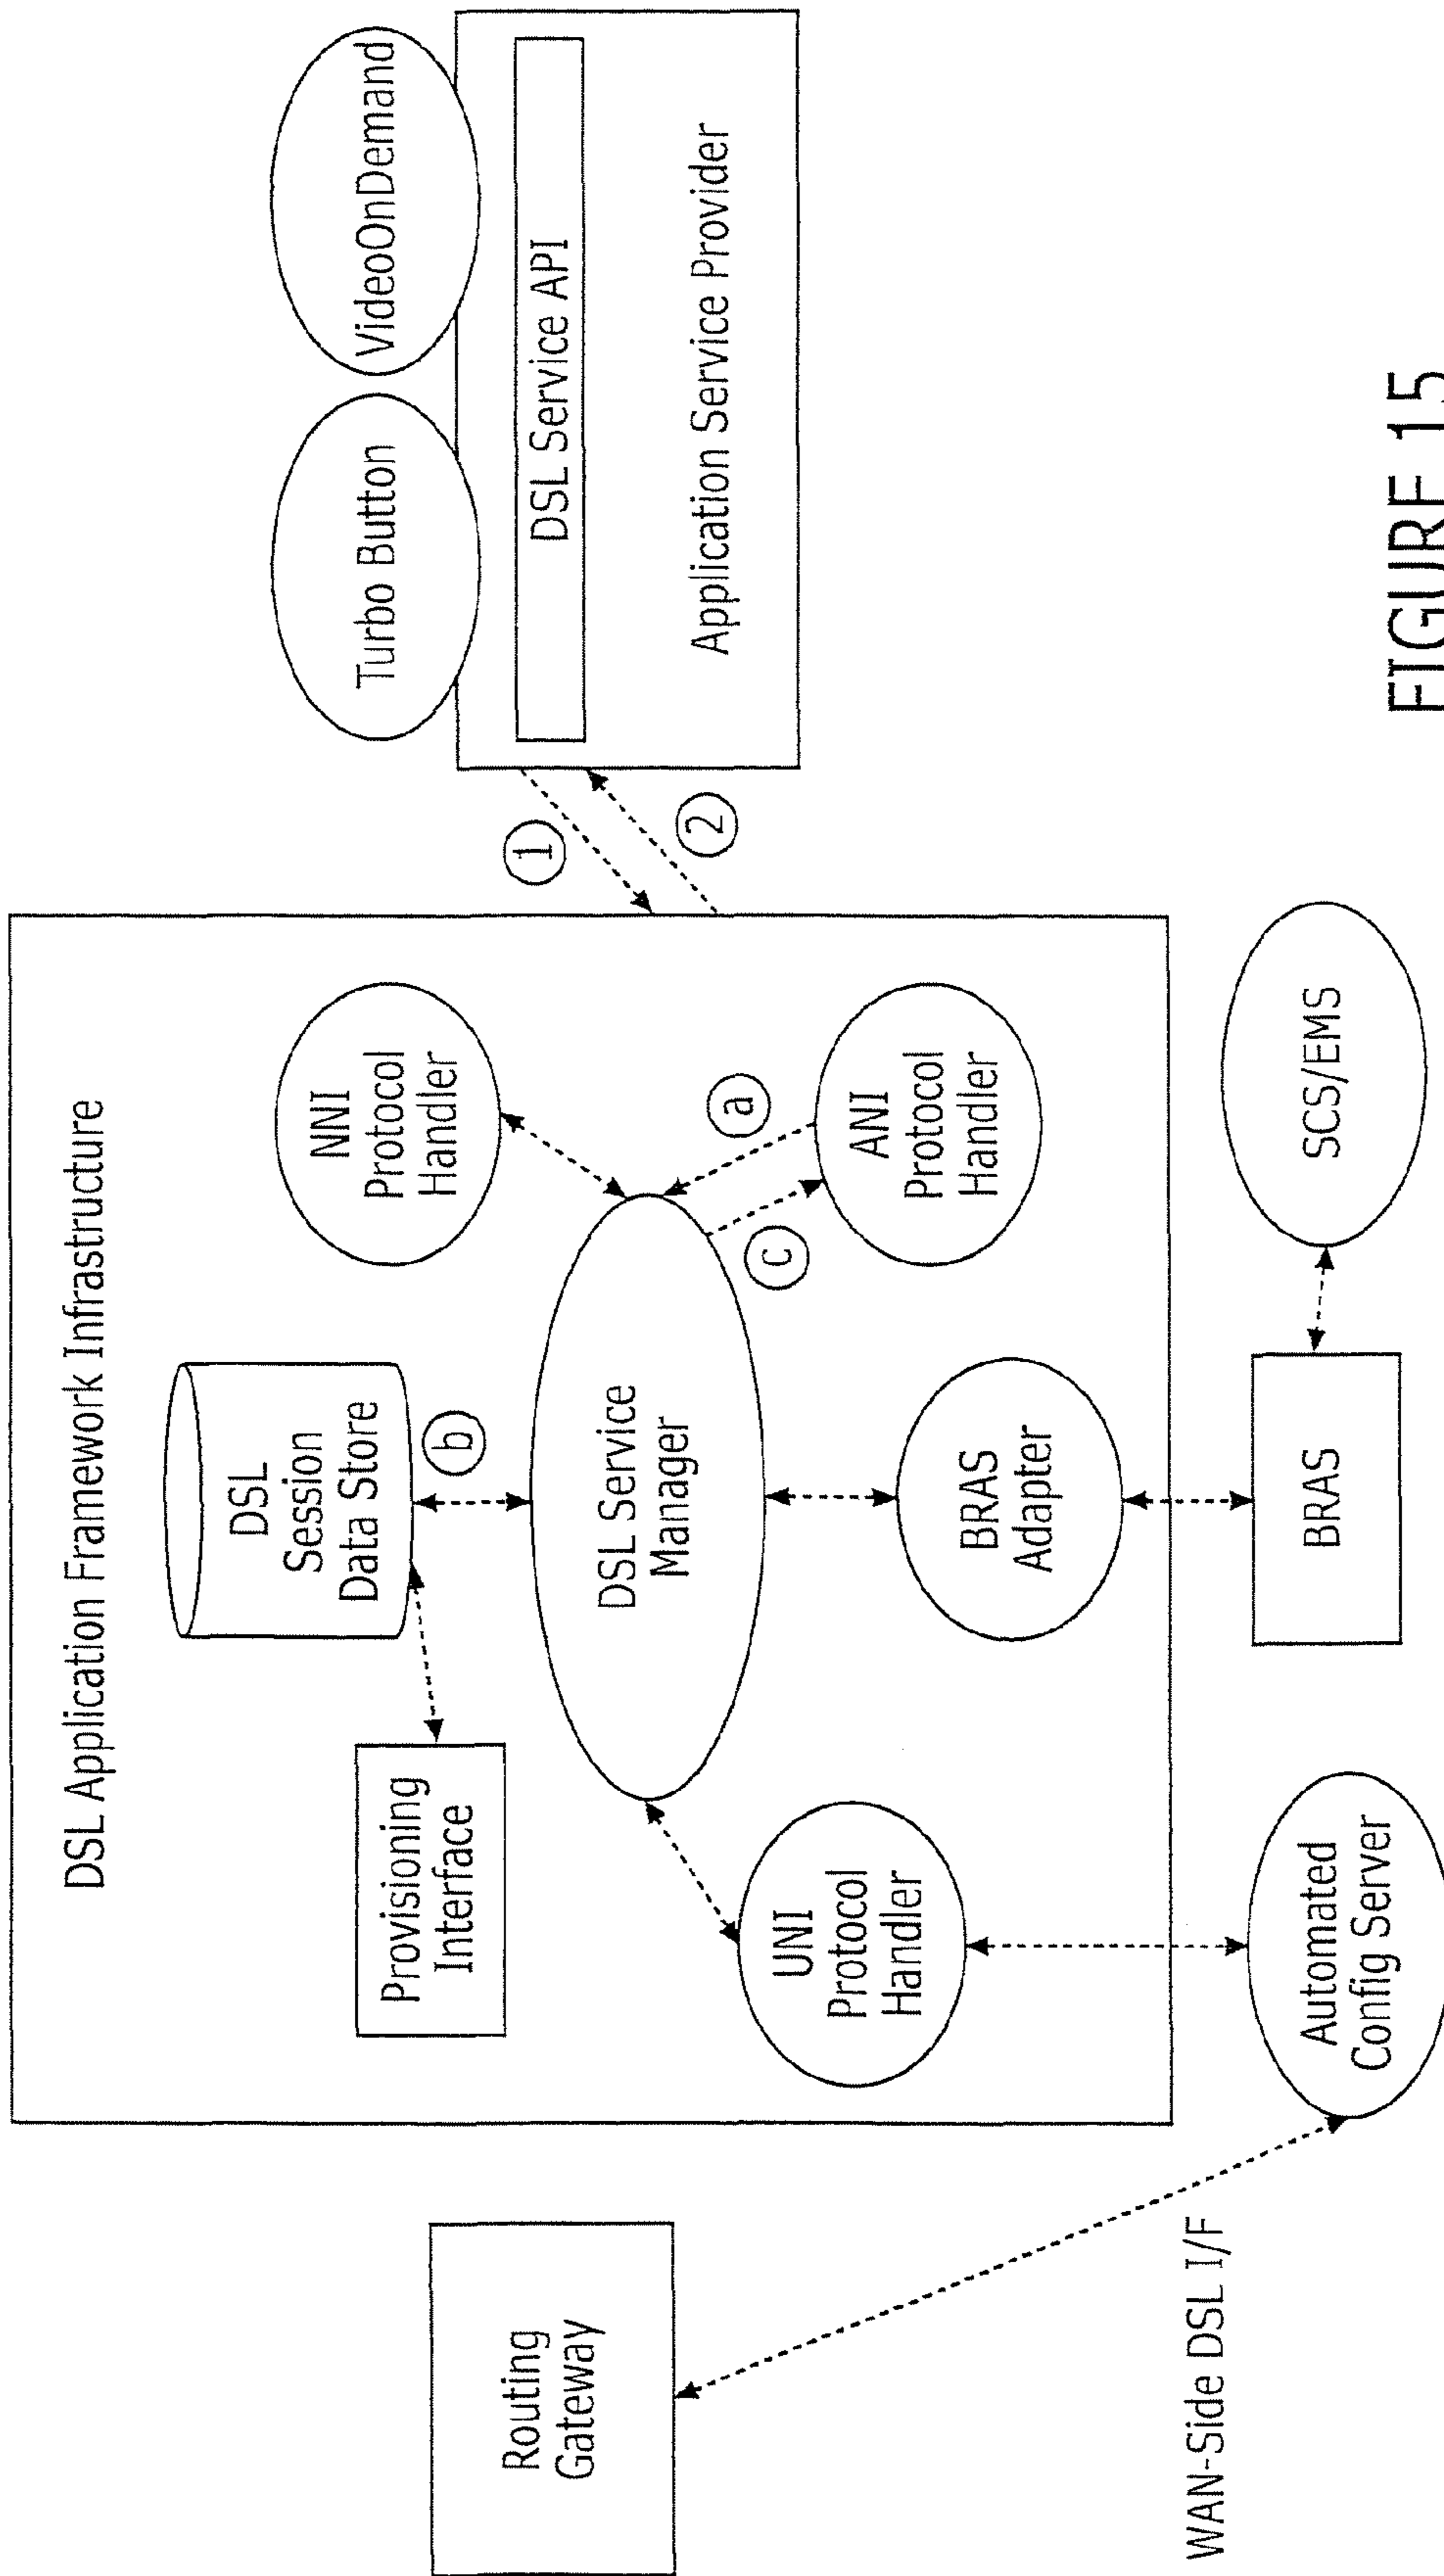 DSL Application Framework Infrastructure
Routing
Gateway
WAN-Side DSL I/F
Provisioning
Interface
DSL
Session
Data Store
b
NNI
Protocol
Handler
DSL Service
Manager
a
c
UNI
Protocol
Handler
BRAS
Adapter
ANI
Protocol
Handler
Automated
Config Server
BRAS
SCS/EMS
1
2
Turbo Button
VideoOnDemand
DSL Service API
Application Service Provider
FIGURE 15